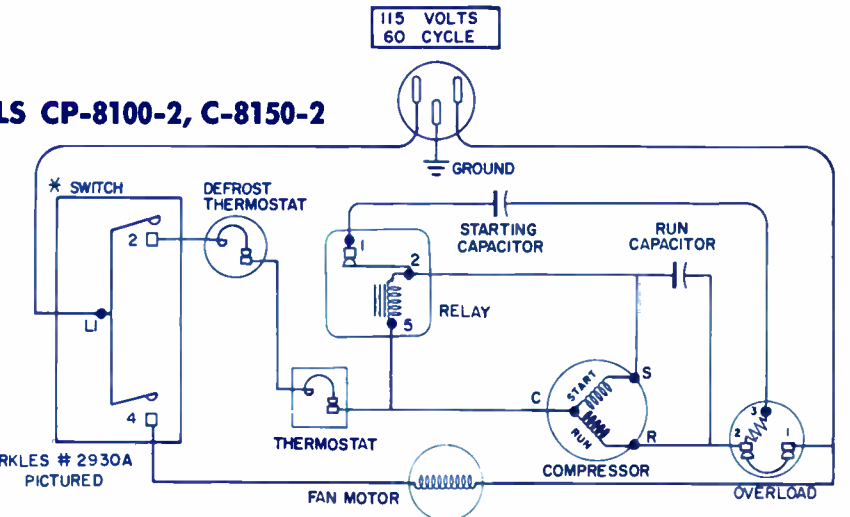 115 VOLTS
60 CYCLE
LS CP-8100-2, C-8150-2
GROUND
* SWITCH
DEFROST
THERMOSTAT
2
1
STARTING
CAPACITOR
RUN
CAPACITOR
2
RELAY
L1
5
S
C
START
RUN
3
4
R
2
1
THERMOSTAT
RKLES # 2930A
PICTURED
COMPRESSOR
FAN MOTOR
OVERLOAD